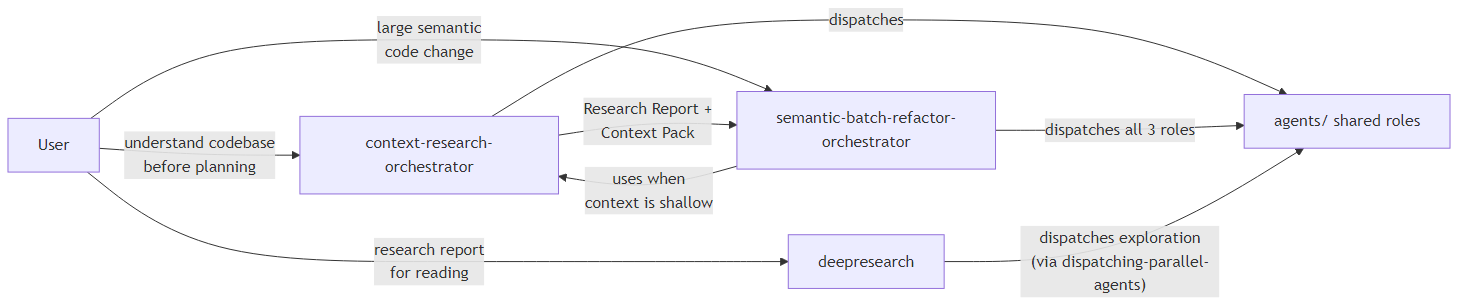 large semantic
code change
dispatches
User
understand codebase
before planning
context-research-
orchestrator
Research Report +
Context Pack
uses when
context is shallow
semantic-batch-refactor-
orchestrator
dispatches all 3 roles
agents/ shared roles
research report
for reading
deepresearch
dispatches exploration
(via dispatching-parallel-
agents)